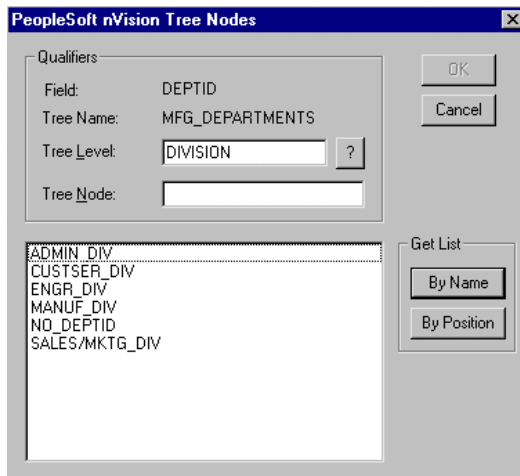 PeopleSoft nVision Tree Nodes
Qualifiers
Field: DEPTID
Tree Name: MFG_DEPARTMENTS
Tree Level: DIVISION ?
Tree Node:
OK
Cancel
ADMIN_DIV
CUSTSER_DIV
ENGR_DIV
MANUF_DIV
NO_DEPTID
SALES/MKTG_DIV
Get List
By Name
By Position